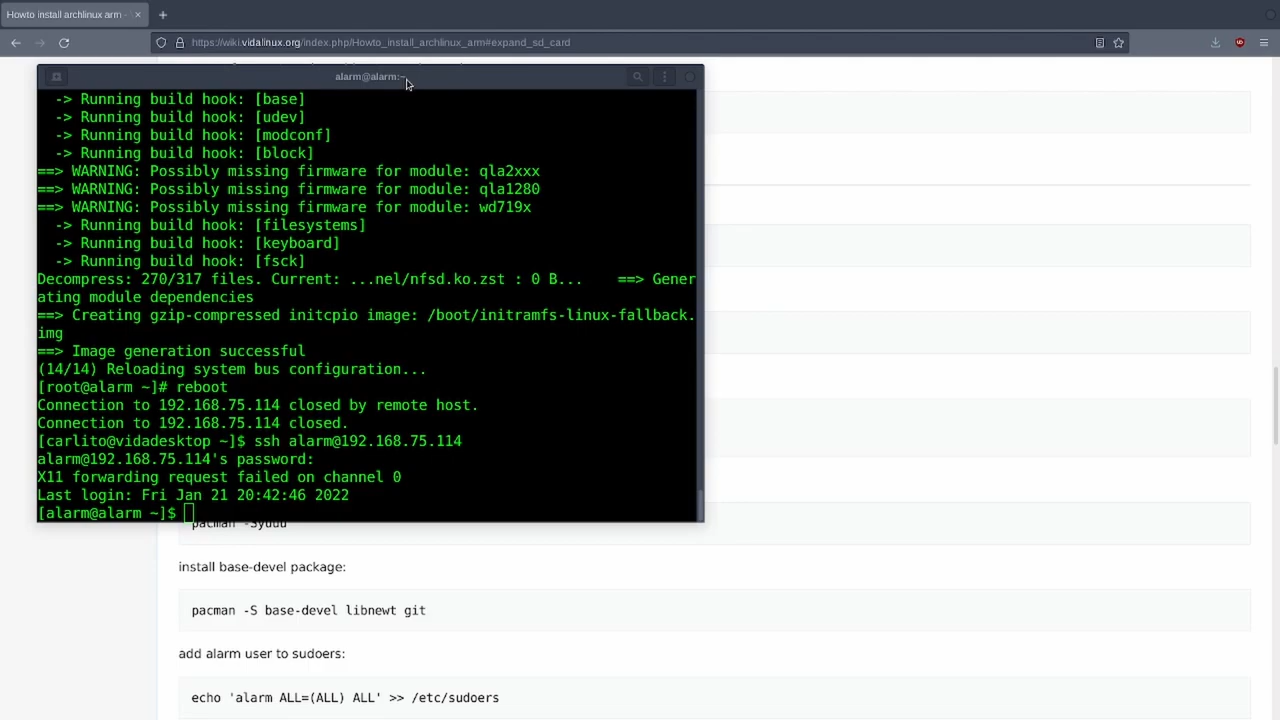 Howto install archlinux arm -
https://wiki.vidalinux.org/index.php/Howto_install_archlinux_arm#expand_sd_card
alarm@alarm:~
-> Running build hook: [base]
-> Running build hook: [udev]
-> Running build hook: [modconf]
-> Running build hook: [block]
==> WARNING: Possibly missing firmware for module: qla2xxx
==> WARNING: Possibly missing firmware for module: qla1280
==> WARNING: Possibly missing firmware for module: wd719x
-> Running build hook: [filesystems]
-> Running build hook: [keyboard]
-> Running build hook: [fsck]
Decompress: 270/317 files. Current: ...nel/nfsd.ko.zst : 0 B...    ==> Gener
ating module dependencies
==> Creating gzip-compressed initcpio image: /boot/initramfs-linux-fallback.
img
==> Image generation successful
(14/14) Reloading system bus configuration...
[root@alarm ~]# reboot
Connection to 192.168.75.114 closed by remote host.
Connection to 192.168.75.114 closed.
[carlito@vidadesktop ~]$ ssh alarm@192.168.75.114
alarm@192.168.75.114's password:
X11 forwarding request failed on channel 0
Last login: Fri Jan 21 20:42:46 2022
[alarm@alarm ~]$
pacman -Syuu
install base-devel package:
pacman -S base-devel libnewt git
add alarm user to sudoers:
echo 'alarm ALL=(ALL) ALL' >> /etc/sudoers